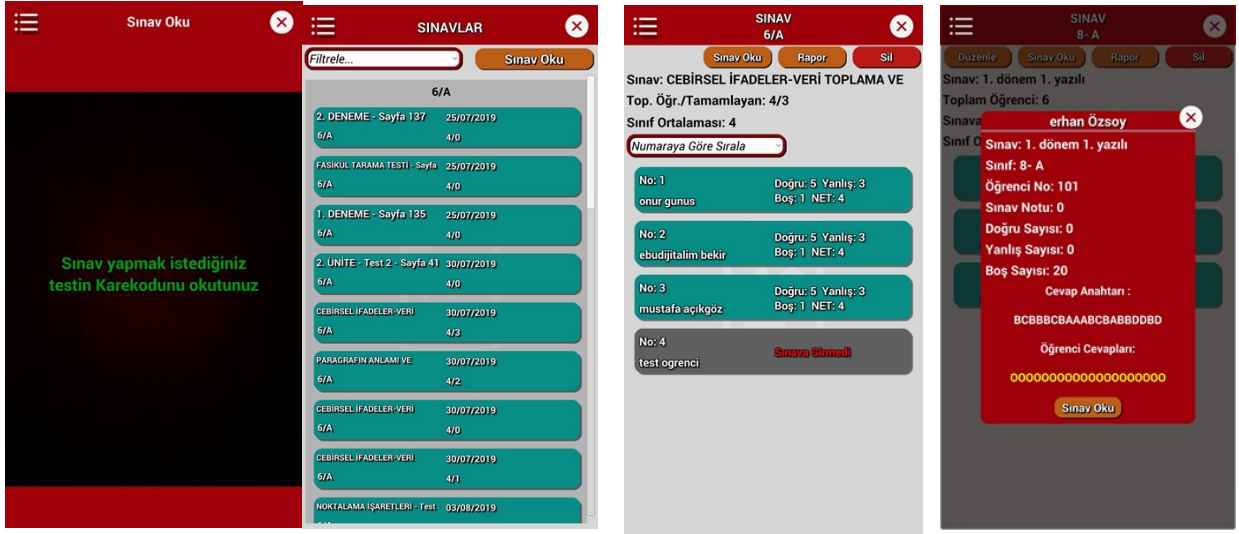 Sınav Oku
Sınav yapmak istediğiniz
testin Karekodunu okutunuz
SINAVLAR
Filtrele...
Sınav Oku
6/A
2. DENEME - Sayfa 137 25/07/2019
6/A 4/0
FASİKÜL TARAMA TESTİ - Sayfa 25/07/2019
6/A 4/0
1. DENEME - Sayfa 135 25/07/2019
6/A 4/0
2. ÜNİTE - Test 2 - Sayfa 41 30/07/2019
6/A 4/0
CEBİRSEL İFADELER-VERİ 30/07/2019
6/A 4/3
PARAGRAFIN ANLAMI VE 30/07/2019
6/A 4/2
CEBİRSEL İFADELER-VERİ 30/07/2019
6/A 4/0
CEBİRSEL İFADELER-VERİ 30/07/2019
6/A 4/1
NOKTALAMA İŞARETLERİ - Test 03/08/2019
SINAV
6/A
Sınav Oku Rapor Sil
Sınav: CEBİRSEL İFADELER-VERİ TOPLAMA VE
Top. Öğr./Tamamlayan: 4/3
Sınıf Ortalaması: 4
Numaraya Göre Sırala
No: 1 Doğru: 5 Yanlış: 3
onur gunus Boş: 1 NET: 4
No: 2 Doğru: 5 Yanlış: 3
ebudijitalim bekir Boş: 1 NET: 4
No: 3 Doğru: 5 Yanlış: 3
mustafa açıkgöz Boş: 1 NET: 4
No: 4 Sınava Girmedi
test ogrenci
SINAV
8- A
Duzenle Sınav Oku Rapor Sil
Sınav: 1. dönem 1. yazılı
Toplam Öğrenci: 6
Sınava
Sınıf O
erhan Özsoy
Sınav: 1. dönem 1. yazılı
Sınıf: 8- A
Öğrenci No: 101
Sınav Notu: 0
Doğru Sayısı: 0
Yanlış Sayısı: 0
Boş Sayısı: 20
Cevap Anahtarı :
BCBBBCBAAABCBABBDDBD
Öğrenci Cevapları:
OOOOOOOOOOOOOOOOOOOO
Sınav Oku